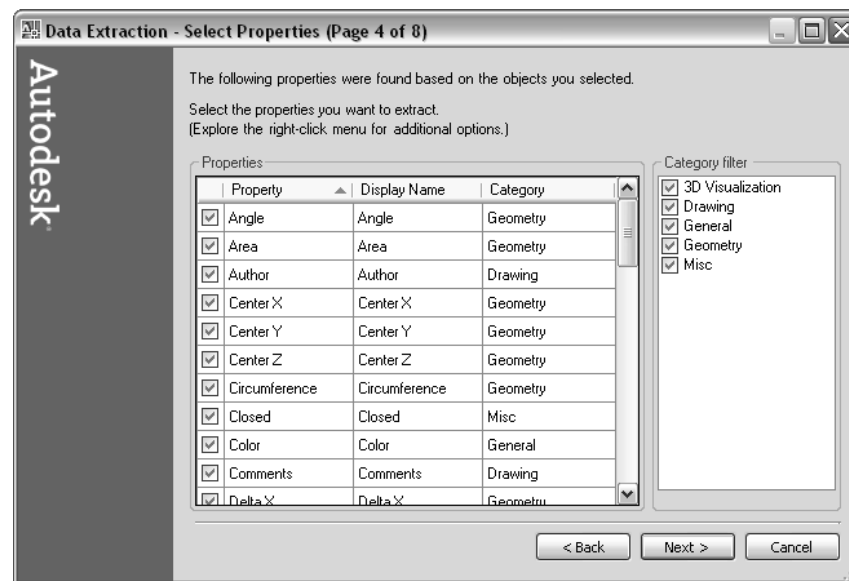 Data Extraction - Select Properties (Page 4 of 8)
Autodesk
The following properties were found based on the objects you selected.
Select the properties you want to extract.
(Explore the right-click menu for additional options.)
Properties
Property Display Name Category
Angle Angle Geometry
Area Area Geometry
Author Author Drawing
Center X Center X Geometry
Center Y Center Y Geometry
Center Z Center Z Geometry
Circumference Circumference Geometry
Closed Closed Misc
Color Color General
Comments Comments Drawing
Delta X Delta X Geometry
Category filter
3D Visualization
Drawing
General
Geometry
Misc
< Back Next > Cancel